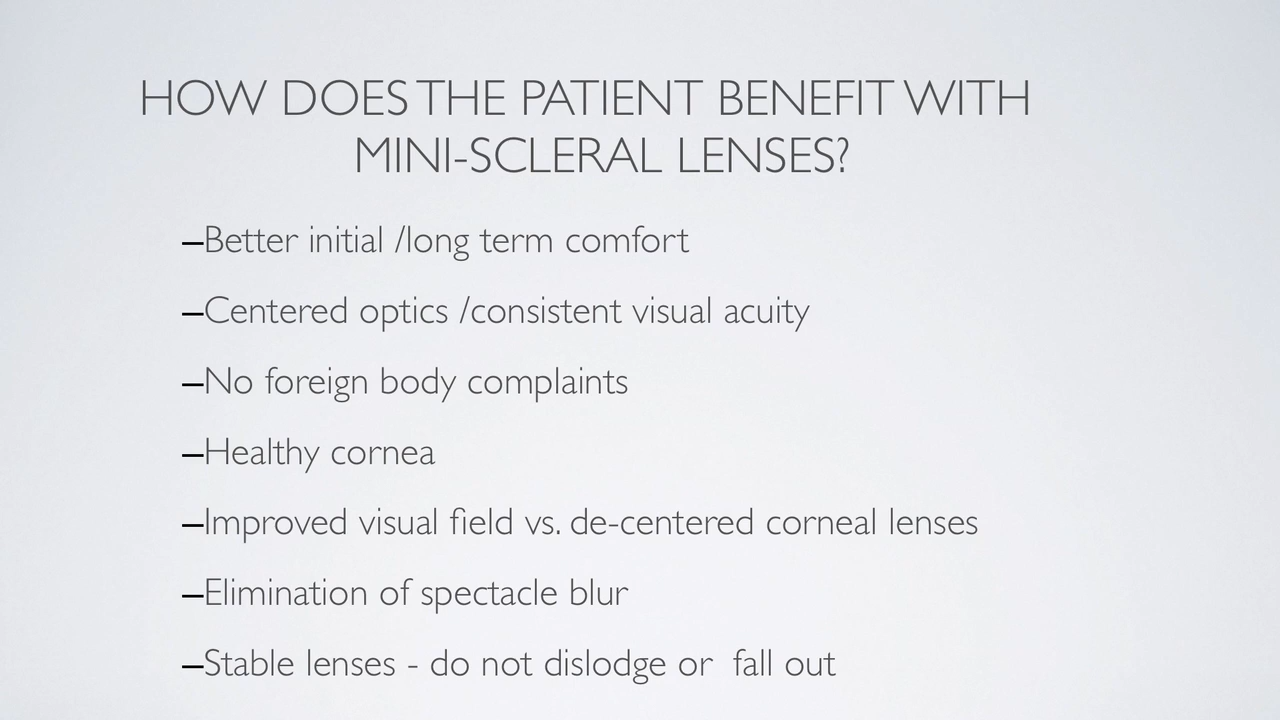 HOW DOES THE PATIENT BENEFIT WITH
MINI-SCLERAL LENSES?
–Better initial /long term comfort
–Centered optics /consistent visual acuity
–No foreign body complaints
–Healthy cornea
–Improved visual field vs. de-centered corneal lenses
–Elimination of spectacle blur
–Stable lenses - do not dislodge or  fall out